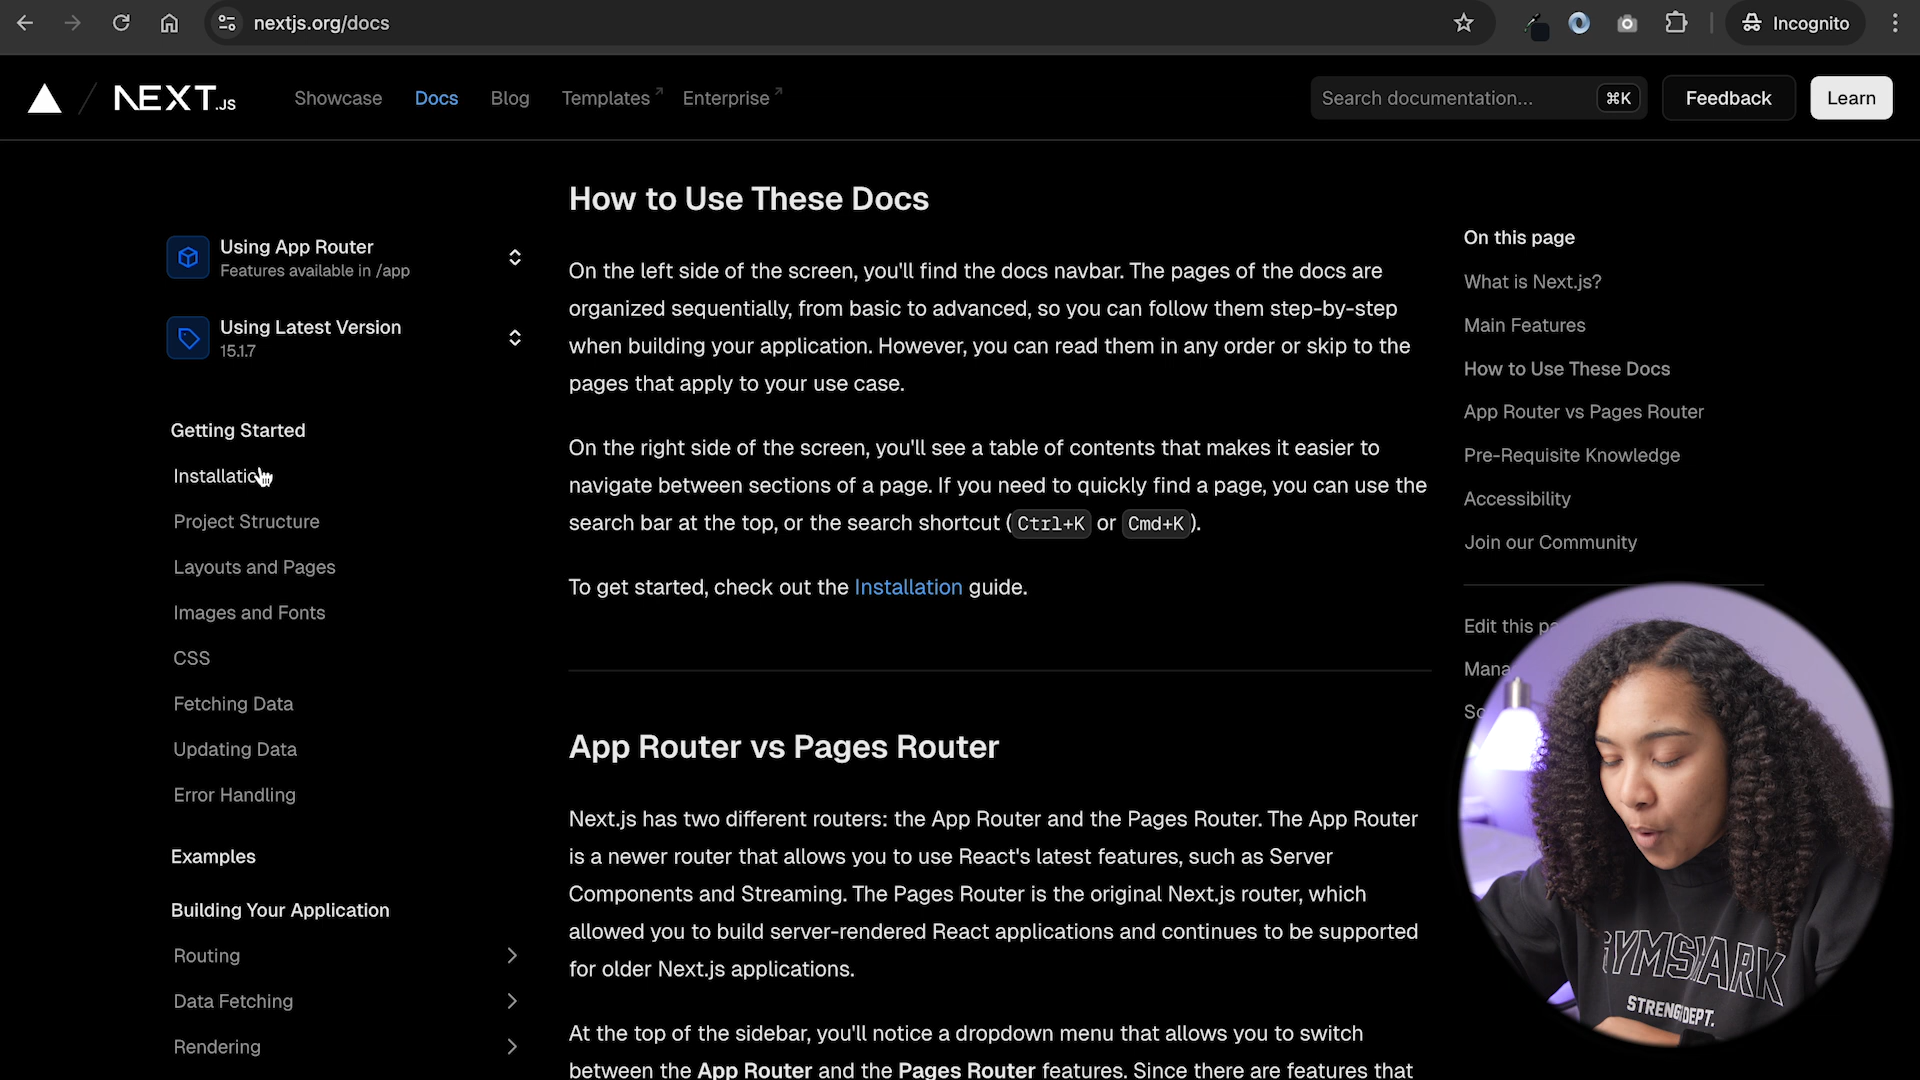 nextjs.org/docs
Incognito
NEXT.JS
Showcase
Docs
Blog
Templates
Enterprise
Search documentation...
⌘K
Feedback
Learn
Using App Router
Features available in /app
Using Latest Version
15.1.7
Getting Started
Installation
Project Structure
Layouts and Pages
Images and Fonts
CSS
Fetching Data
Updating Data
Error Handling
Examples
Building Your Application
Routing
Data Fetching
Rendering
How to Use These Docs
On the left side of the screen, you'll find the docs navbar. The pages of the docs are
organized sequentially, from basic to advanced, so you can follow them step-by-step
when building your application. However, you can read them in any order or skip to the
pages that apply to your use case.
On the right side of the screen, you'll see a table of contents that makes it easier to
navigate between sections of a page. If you need to quickly find a page, you can use the
search bar at the top, or the search shortcut (Ctrl+K or Cmd+K).
To get started, check out the Installation guide.
App Router vs Pages Router
Next.js has two different routers: the App Router and the Pages Router. The App Router
is a newer router that allows you to use React's latest features, such as Server
Components and Streaming. The Pages Router is the original Next.js router, which
allowed you to build server-rendered React applications and continues to be supported
for older Next.js applications.
At the top of the sidebar, you'll notice a dropdown menu that allows you to switch
between the App Router and the Pages Router features. Since there are features that
On this page
What is Next.js?
Main Features
How to Use These Docs
App Router vs Pages Router
Pre-Requisite Knowledge
Accessibility
Join our Community
Edit this
GYMSHARK